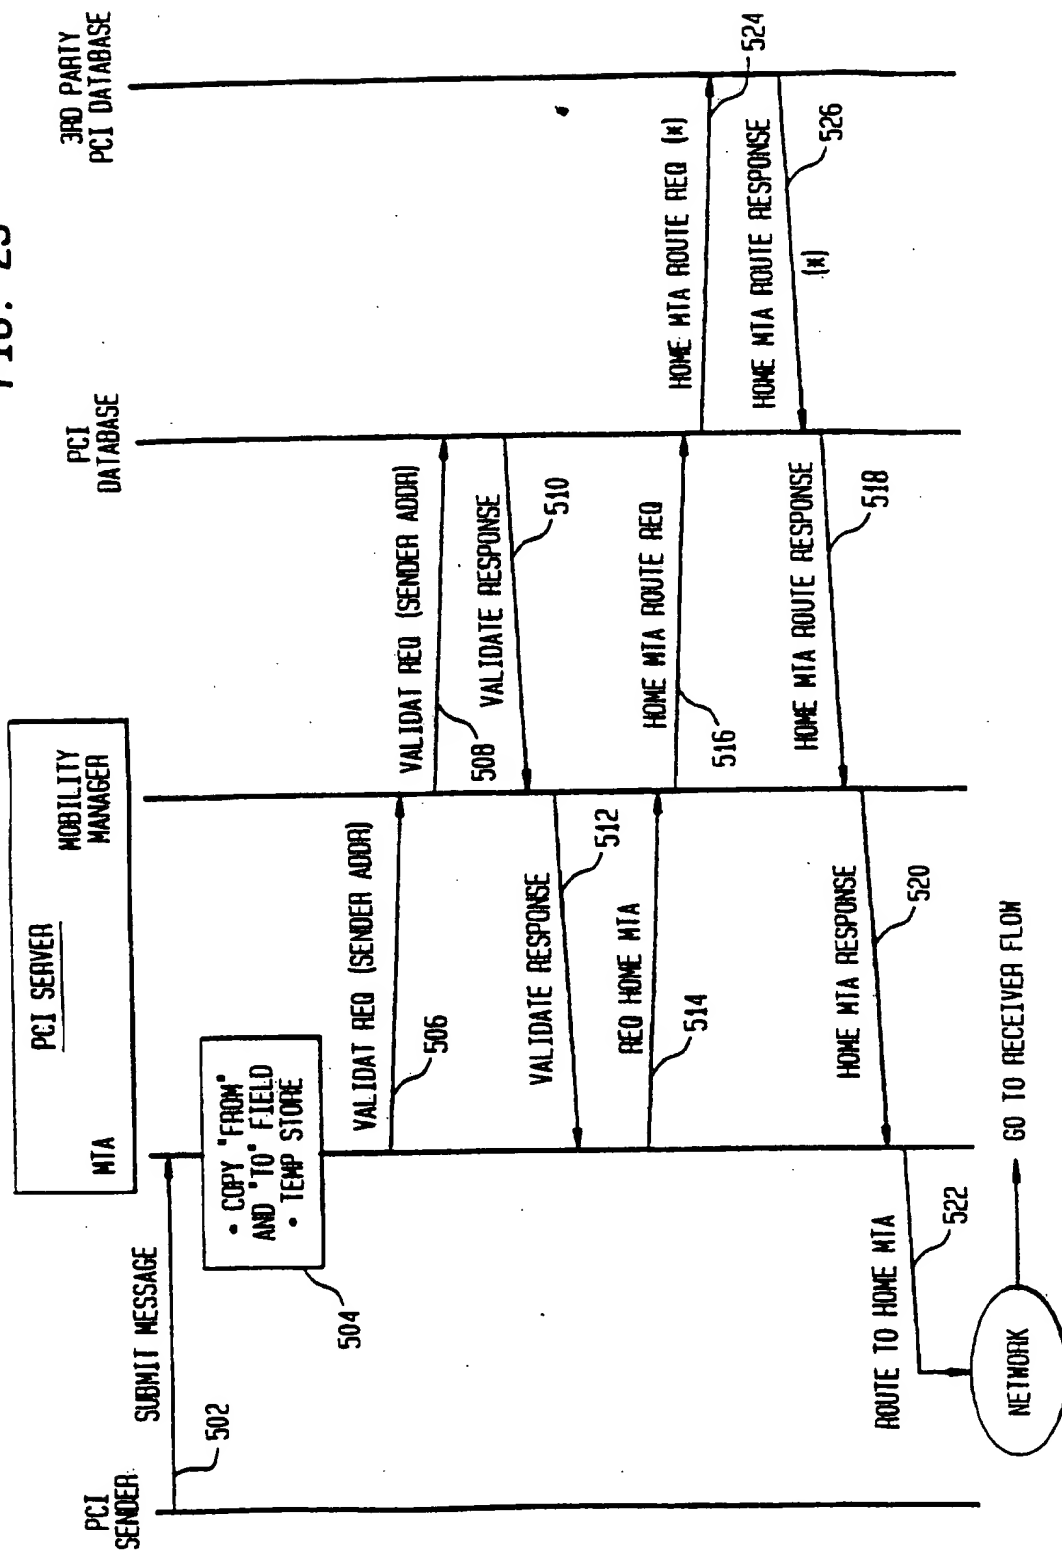 FIG.
PCI
SENDER
PCI SERVER
MTA
MOBILITY
MANAGER
PCI
DATABASE
3RD PARTY
PCI DATABASE
SUBMIT MESSAGE
502
• COPY "FROM"
AND "TO" FIELD
• TEMP STORE
504
VALIDAT REQ (SENDER ADDR)
506
VALIDAT REQ (SENDER ADDR)
508
VALIDATE RESPONSE
510
VALIDATE RESPONSE
512
REQ HOME MTA
514
HOME MTA ROUTE REQ
516
HOME MTA ROUTE REQ (*)
524
HOME MTA ROUTE RESPONSE
(*)
526
HOME MTA ROUTE RESPONSE
518
HOME MTA RESPONSE
520
ROUTE TO HOME MTA
522
NETWORK
GO TO RECEIVER FLOW